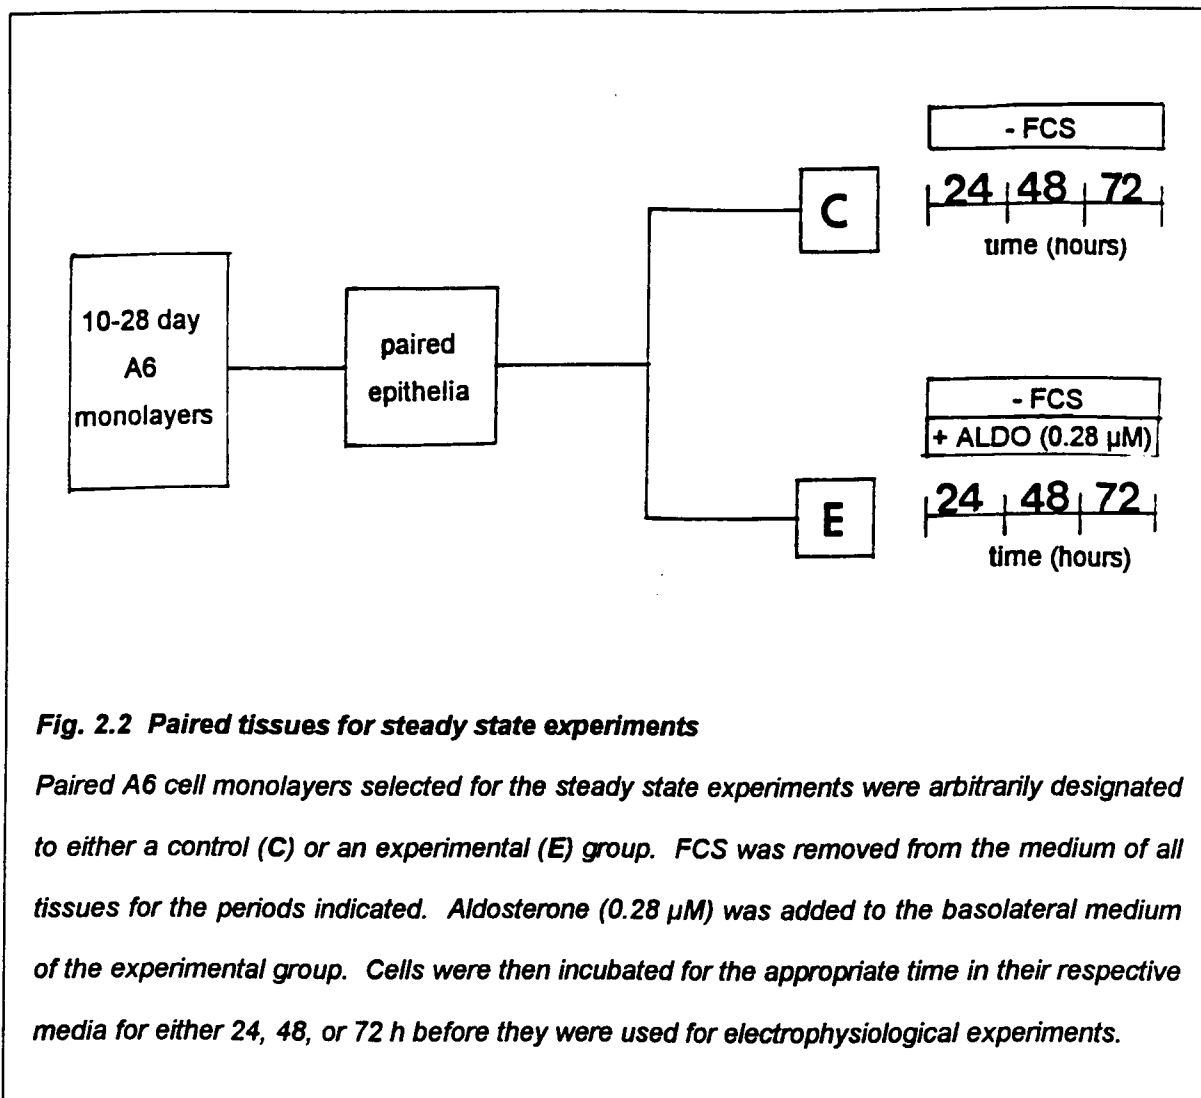 - FCS
24 48 72
time (hours)
C
10-28 day
A6
monolayers
paired
epithelia
- FCS
+ ALDO (0.28 µM)
24 48 72
time (hours)
E
Fig. 2.2 Paired tissues for steady state experiments
Paired A6 cell monolayers selected for the steady state experiments were arbitrarily designated
to either a control (C) or an experimental (E) group. FCS was removed from the medium of all
tissues for the periods indicated. Aldosterone (0.28 µM) was added to the basolateral medium
of the experimental group. Cells were then incubated for the appropriate time in their respective
media for either 24, 48, or 72 h before they were used for electrophysiological experiments.